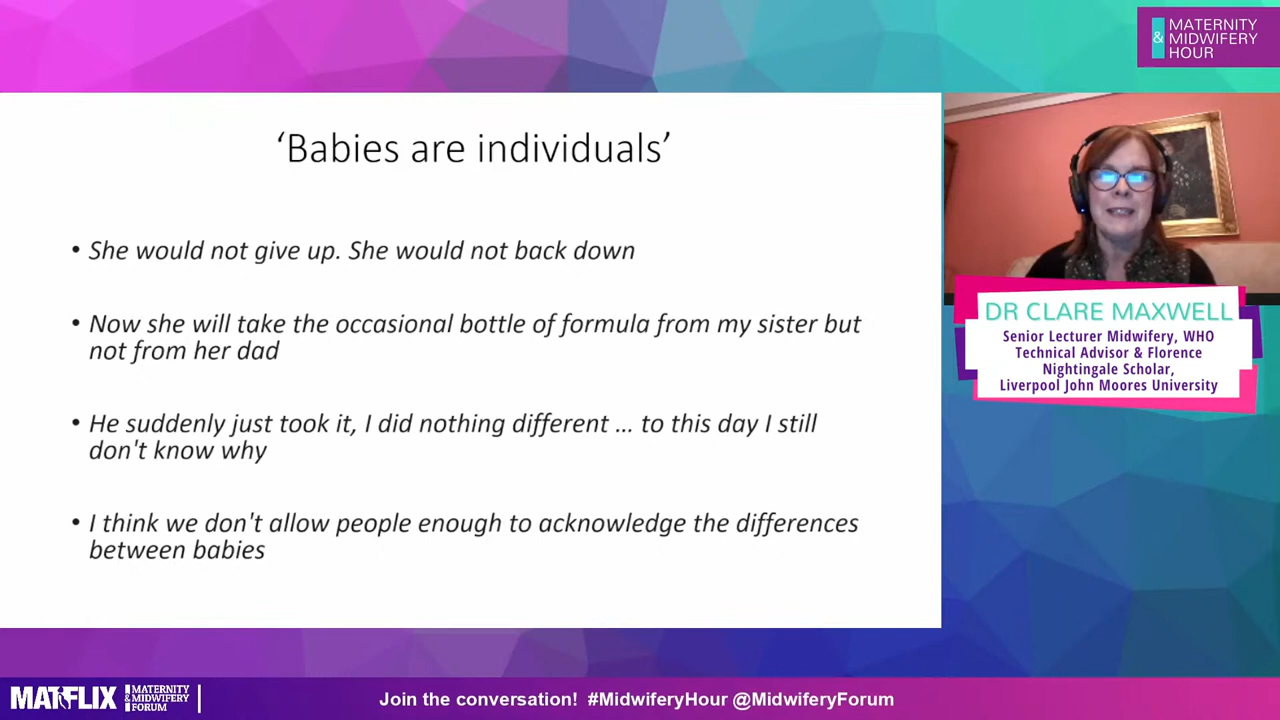 MATERNITY
& MIDWIFERY
HOUR
‘Babies are individuals’
• She would not give up. She would not back down
• Now she will take the occasional bottle of formula from my sister but
not from her dad
• He suddenly just took it, I did nothing different ... to this day I still
don't know why
• I think we don't allow people enough to acknowledge the differences
between babies
DR CLARE MAXWELL
Senior Lecturer Midwifery, WHO
Technical Advisor & Florence
Nightingale Scholar,
Liverpool John Moores University
MATFLIX
MATERNITY
&MIDWIFERY
FORUM
Join the conversation! #MidwiferyHour @MidwiferyForum